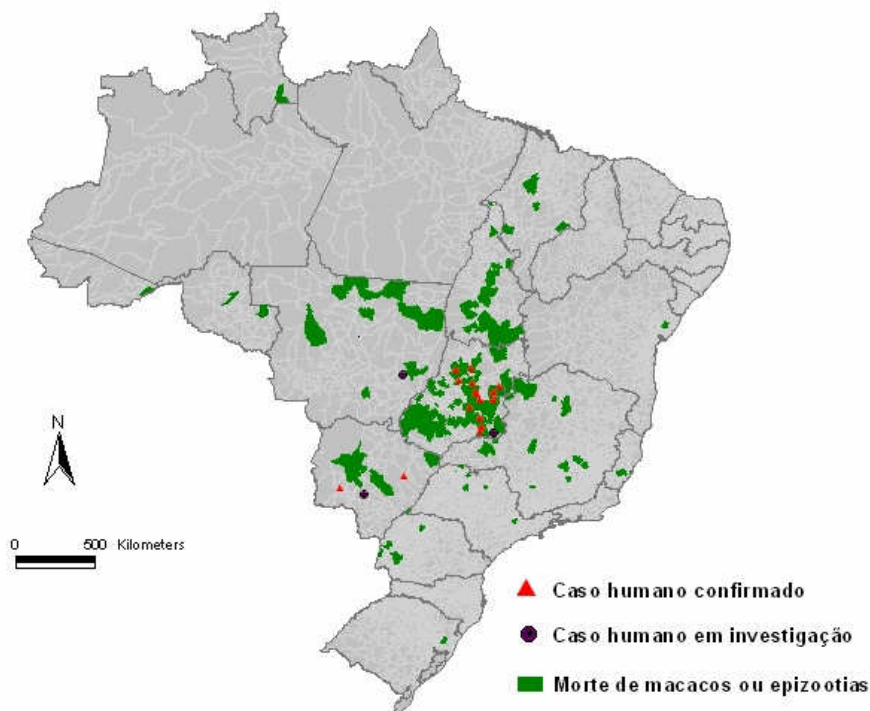 N
0 500 Kilometers
Caso humano confirmado
Caso humano em investigação
Morte de macacos ou epizootias